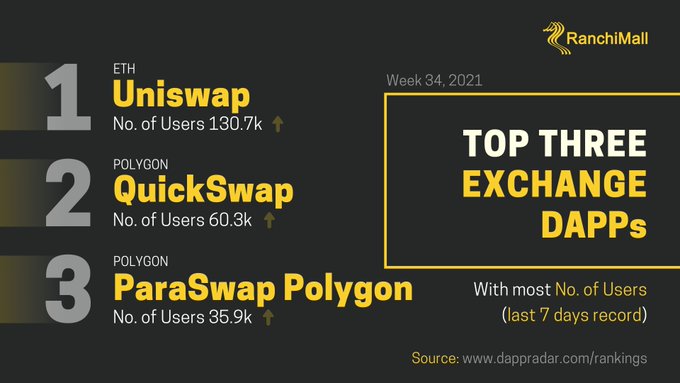 RanchiMall
Week 34, 2021
TOP THREE
EXCHANGE
DAPPs
1
ETH
Uniswap
No. of Users 130.7k
2
POLYGON
QuickSwap
No. of Users 60.3k
3
POLYGON
ParaSwap Polygon
No. of Users 35.9k
With most No. of Users
(last 7 days record)
Source: www.dappradar.com/rankings